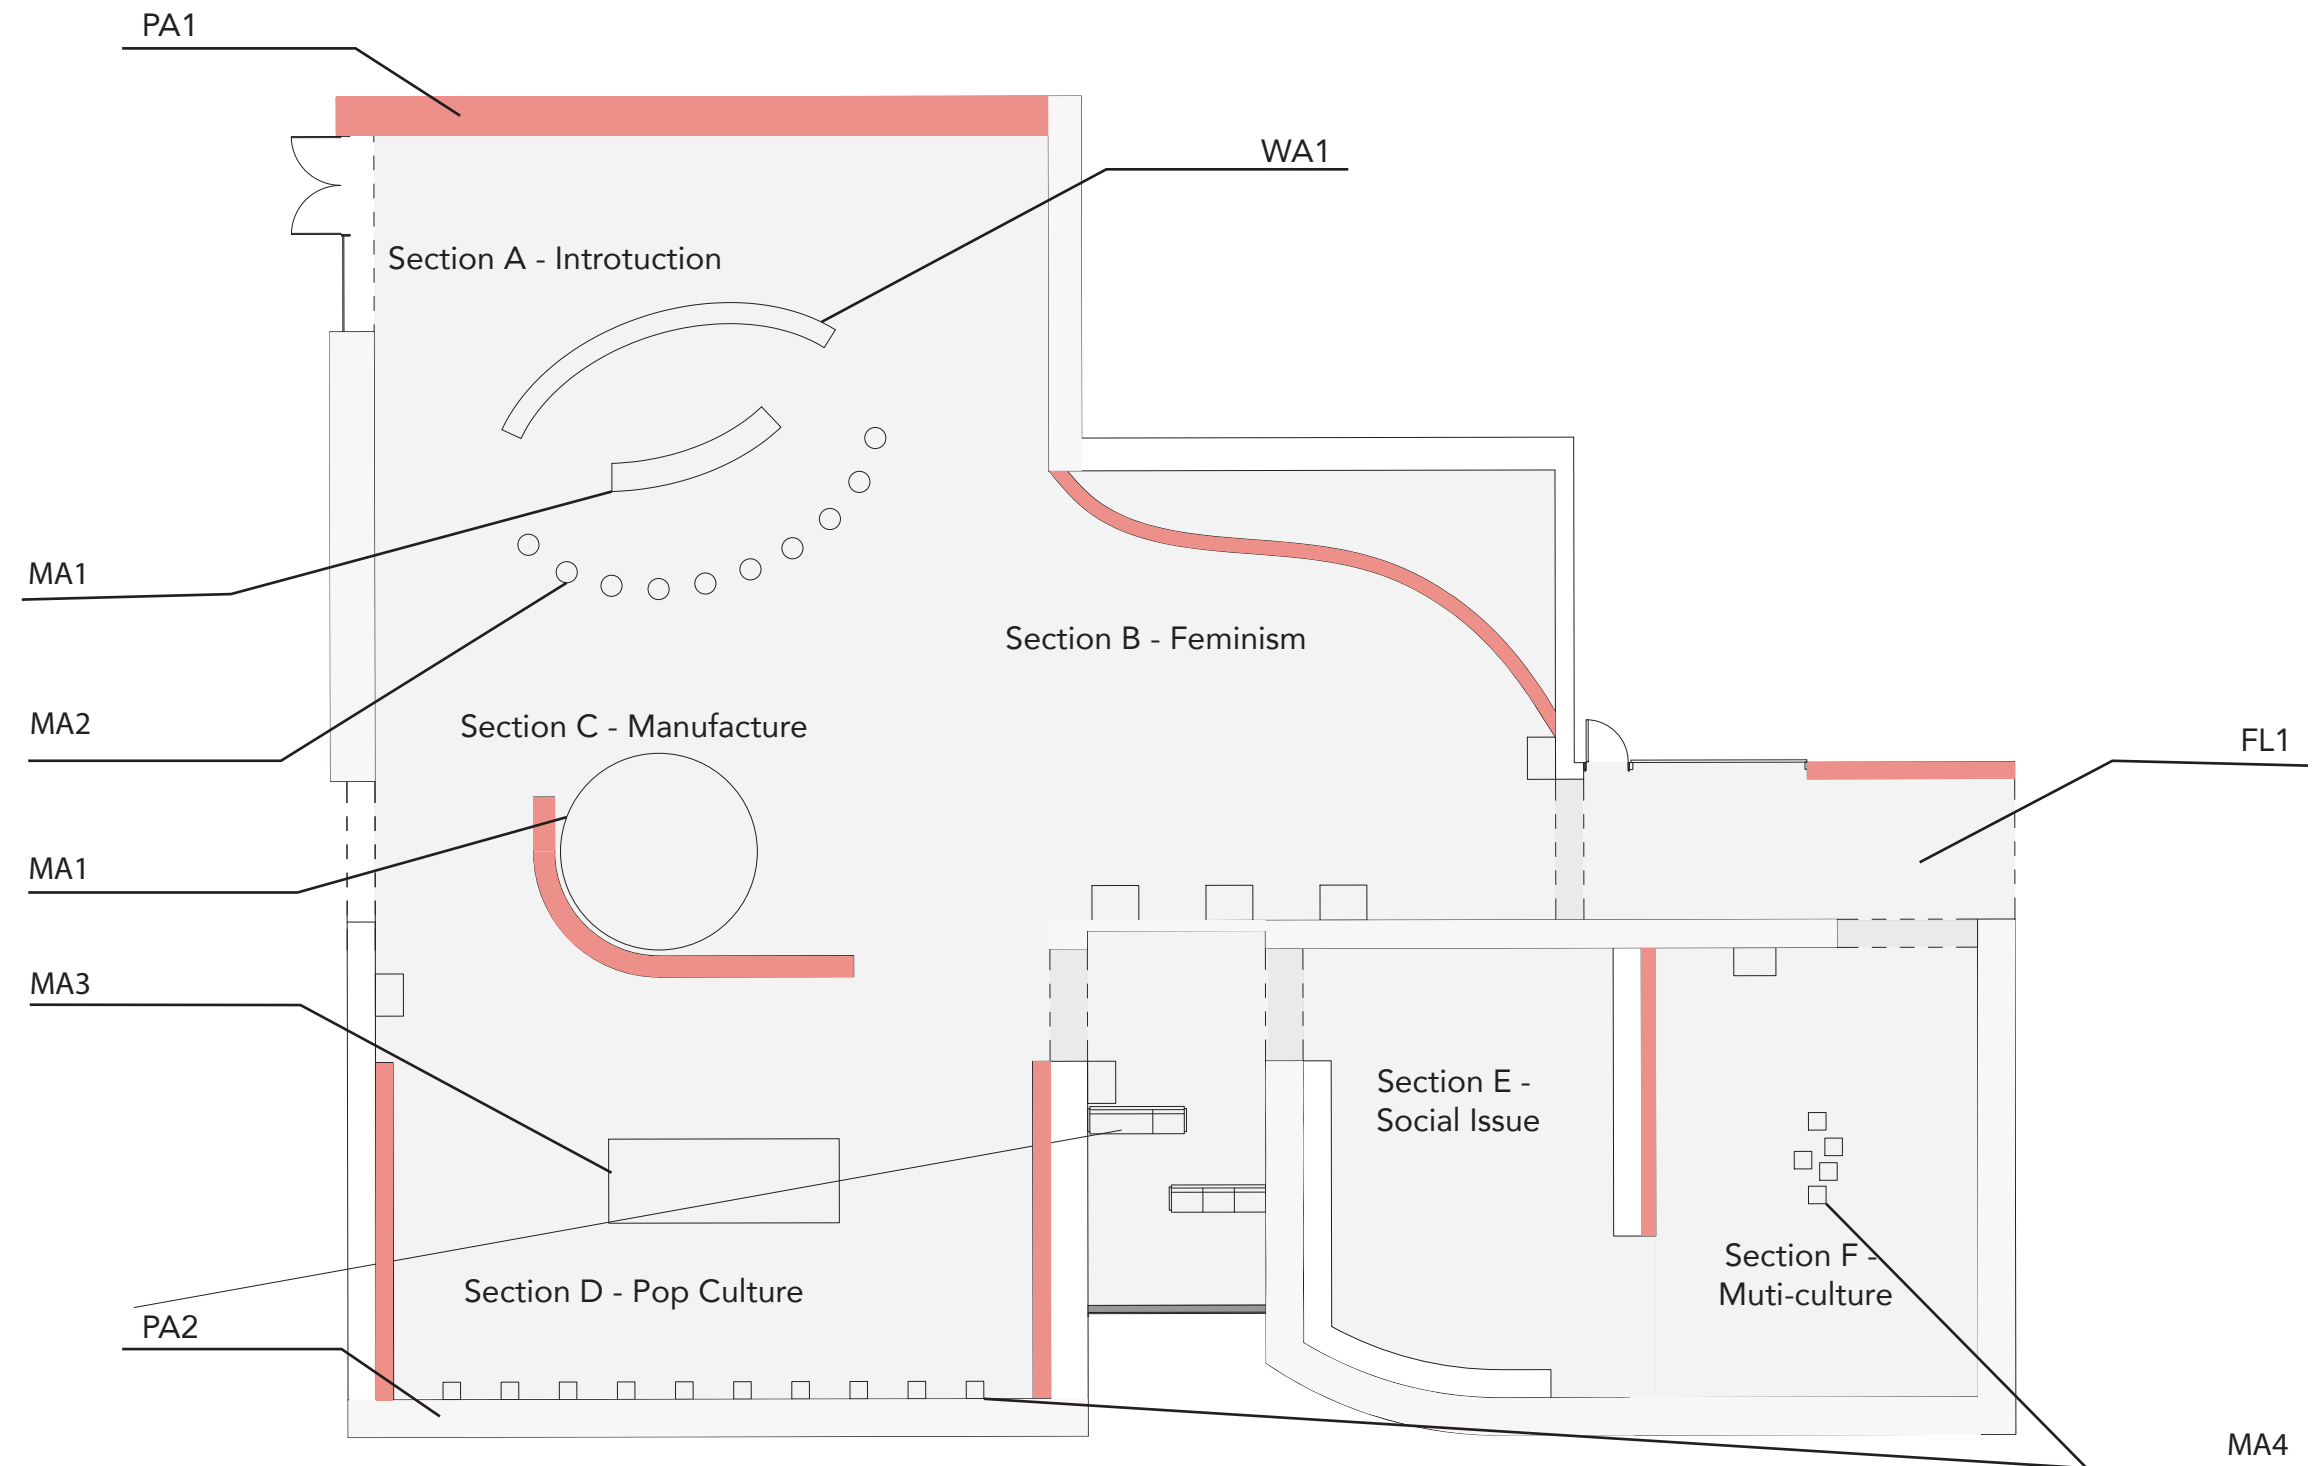 PA1
WA1
Section A - Introtuction
MA1
Section B - Feminism
MA2
Section C - Manufacture
FL1
MA1
MA3
Section E -
Social Issue
Section F -
Muti-culture
Section D - Pop Culture
PA2
MA4